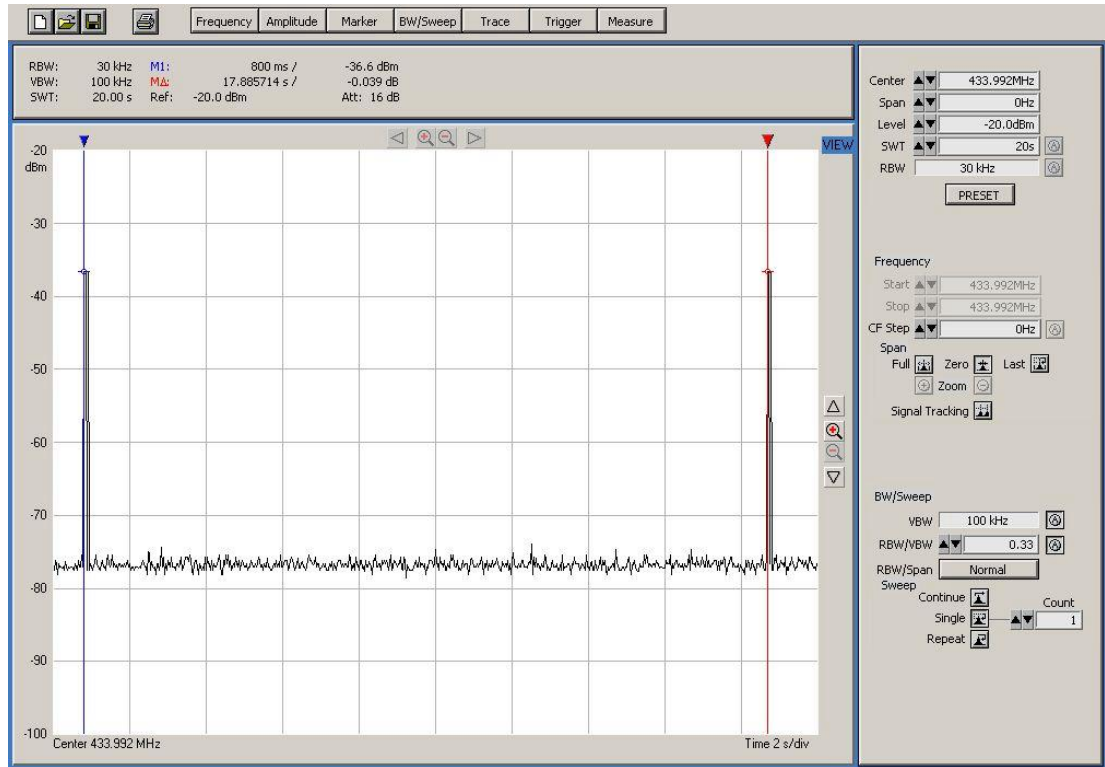 Frequency Amplitude Marker BW/Sweep Trace Trigger Measure
RBW: 30 kHz M1: 800 ms / -36.6 dBm
VBW: 100 kHz MΔ: 17.885714 s / -0.039 dB
SWT: 20.00 s Ref: -20.0 dBm Att: 16 dB
VIEW
-20
dBm
-30
-40
-50
-60
-70
-80
-90
-100
Center 433.992 MHz Time 2 s/div
Center 433.992MHz
Span 0Hz
Level -20.0dBm
SWT 20s
RBW 30 kHz
PRESET
Frequency
Start 433.992MHz
Stop 433.992MHz
CF Step 0Hz
Span
Full Zero Last
Zoom
Signal Tracking
BW/Sweep
VBW 100 kHz
RBW/VBW 0.33
RBW/Span Normal
Sweep
Continue Count
Single 1
Repeat